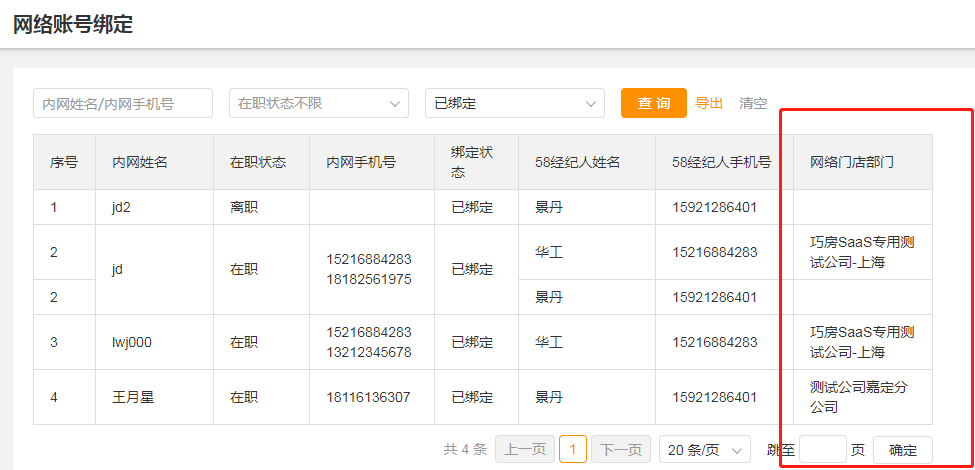 网络账号绑定
内网姓名/内网手机号 在职状态不限 已绑定 查 询 导出 清空
序号 内网姓名 在职状态 内网手机号 绑定状
态 58经纪人姓名 58经纪人手机号 网络门店部门
1 jd2 离职 已绑定 景丹 15921286401
2 jd 在职 15216884283
18182561975 已绑定 华工 15216884283 巧房SaaS专用测
试公司-上海
2 景丹 15921286401
3 lwj000 在职 15216884283
13212345678 已绑定 华工 15216884283 巧房SaaS专用测
试公司-上海
4 王月星 在职 18116136307 已绑定 景丹 15921286401 测试公司嘉定分
公司
共 4 条 上一页 1 下一页 20 条/页 跳至 页 确定